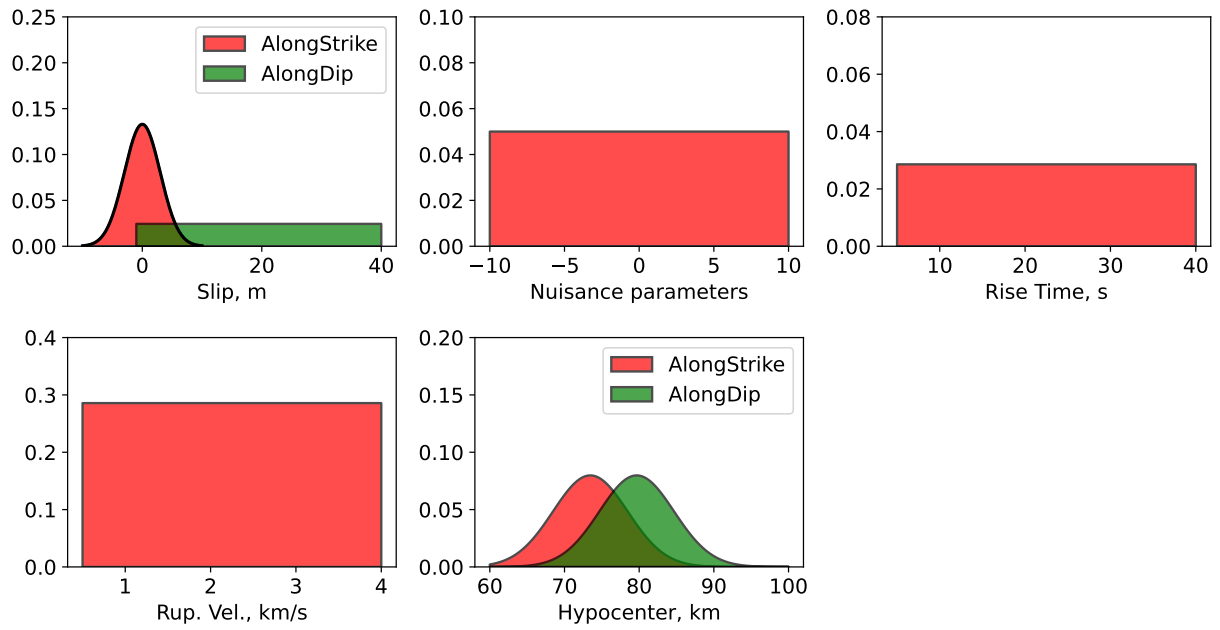 0.25
0.20
0.15
0.10
0.05
0.00
AlongStrike
AlongDip
0 20 40
Slip, m
0.10
0.08
0.06
0.04
0.02
0.00
−10 −5 0 5 10
Nuisance parameters
0.08
0.06
0.04
0.02
0.00
10 20 30 40
Rise Time, s
0.4
0.3
0.2
0.1
0.0
1 2 3 4
Rup. Vel., km/s
0.20
0.15
0.10
0.05
0.00
AlongStrike
AlongDip
60 70 80 90 100
Hypocenter, km